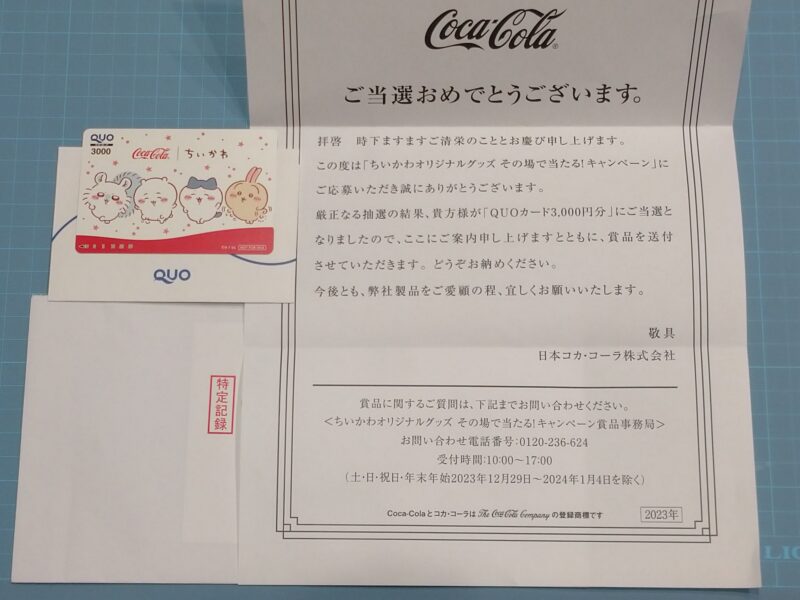 Coca-Cola
ご当選おめでとうございます。
拝啓 時下ますますご清栄のこととお慶び申し上げます。
この度は「ちいかわオリジナルグッズ その場で当たる!キャンペーン」に
ご応募いただき誠にありがとうございます。
厳正なる抽選の結果、貴方様が「QUOカード3,000円分」にご当選と
なりましたので、ここにご案内申し上げますとともに、賞品を送付
させていただきます。どうぞお納めください。
今後とも、弊社製品をご愛顧の程、宜しくお願いいたします。
敬具
日本コカ・コーラ株式会社
賞品に関するご質問は、下記までお問い合わせください。
<ちいかわオリジナルグッズ その場で当たる!キャンペーン賞品事務局>
お問い合わせ電話番号:0120-236-624
受付時間:10:00〜17:00
(土・日・祝日・年末年始2023年12月29日〜2024年1月4日を除く)
Coca-Colaとコカ・コーラは The Coca-Cola Company の登録商標です
2023年
QUO
3000
Coca-Cola ちいかわ
QUO
特定記録